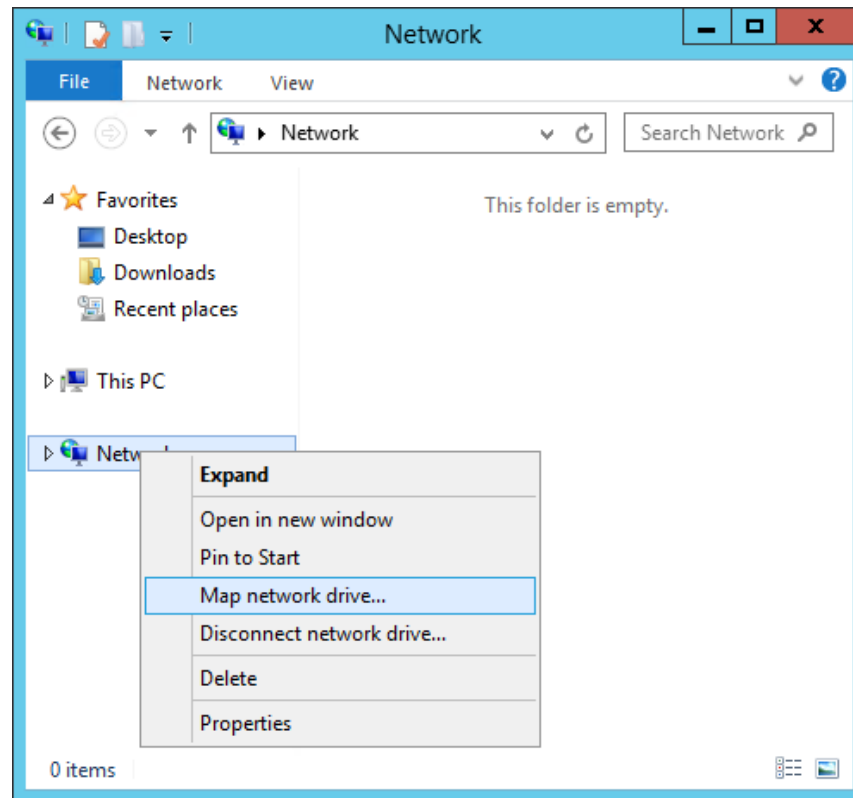 Network
File Network View
Network
Search Network
Favorites
This folder is empty.
Desktop
Downloads
Recent places
This PC
Expand
Open in new window
Pin to Start
Map network drive...
Disconnect network drive...
Delete
Properties
0 items